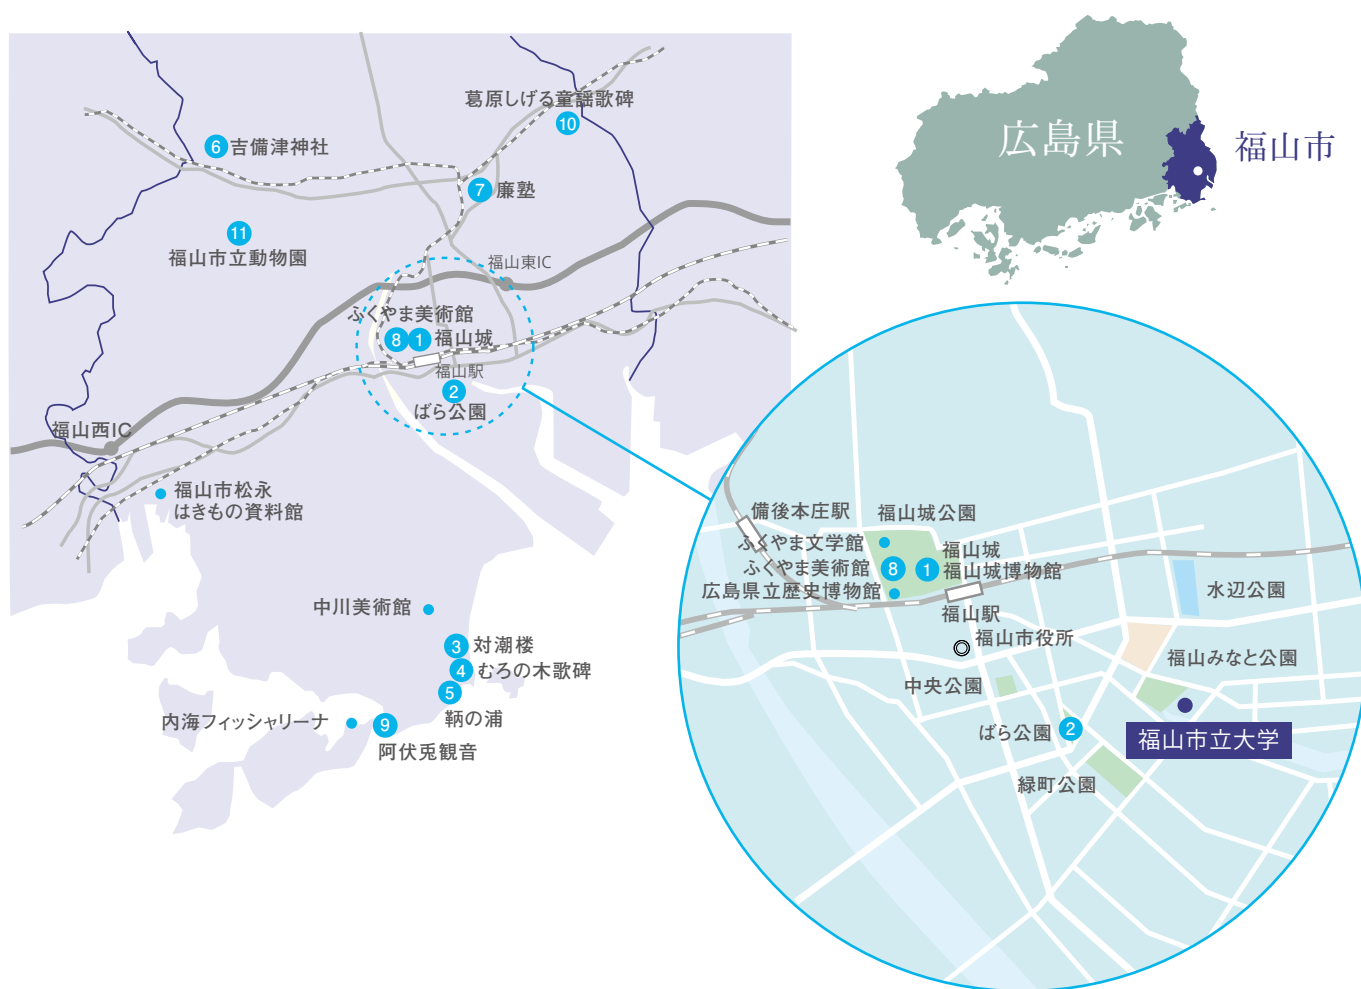 葛原しげる童謡歌碑
10
6
吉備津神社
7
廉塾
11
福山市立動物園
福山東IC
ふくやま美術館
8
1
福山城
福山駅
2
ばら公園
福山西IC
福山市松永
はきもの資料館
中川美術館
3
対潮楼
4
むろの木歌碑
5
鞆の浦
内海フィッシャリーナ
9
阿伏兎観音
広島県
福山市
備後本庄駅
福山城公園
ふくやま文学館
福山城
ふくやま美術館
8
1
福山城博物館
広島県立歴史博物館
水辺公園
福山駅
福山市役所
福山みなと公園
中央公園
ばら公園
2
福山市立大学
緑町公園